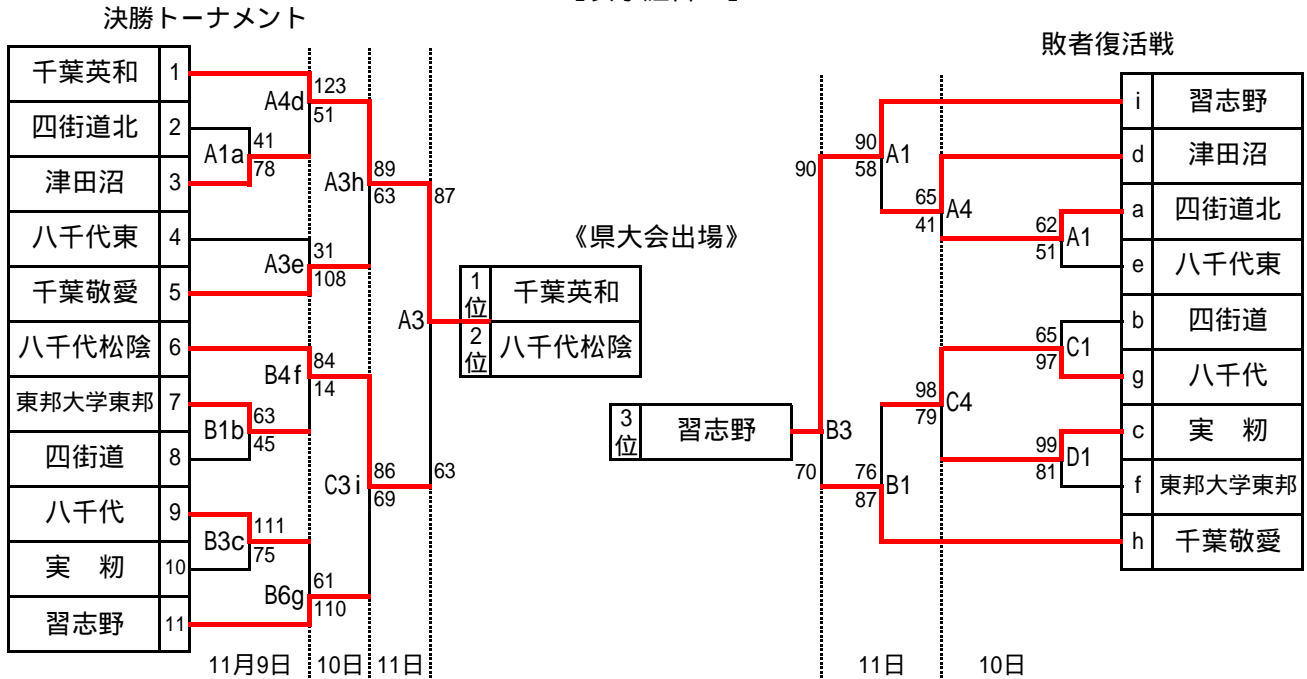 決勝トーナメント
敗者復活戦
千葉英和 1
四街道北 2
津田沼 3
八千代東 4
千葉敬愛 5
八千代松陰 6
東邦大学東邦 7
四街道 8
八千代 9
実 籾 10
習志野 11
A4d 123 51
A1a 41 78
A3h 89 63
A3e 31 108
A3 87 63
B4f 84 14
B1b 63 45
C3i 86 69
B3c 111 75
B6g 61 110
11月9日 10日 11日
《県大会出場》
1位 千葉英和
2位 八千代松陰
3位 習志野
B3 90 70
A1 90 58
A4 65 41
A1 62 51
C1 65 97
C4 98 79
D1 99 81
B1 76 87
i 習志野
d 津田沼
a 四街道北
e 八千代東
b 四街道
g 八千代
c 実 籾
f 東邦大学東邦
h 千葉敬愛
11日 10日